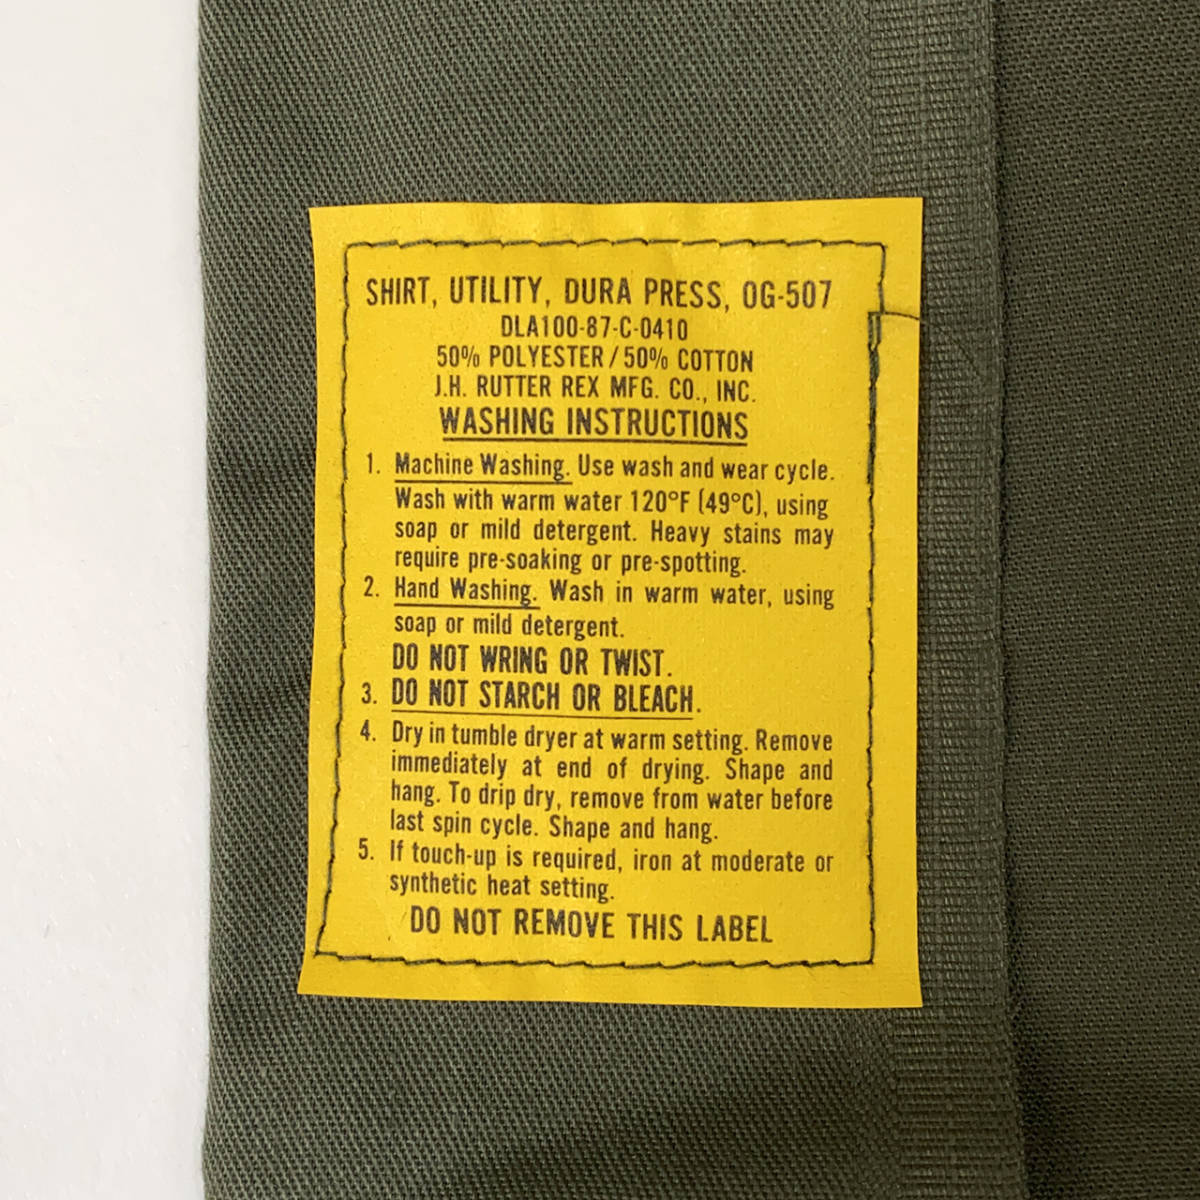 SHIRT, UTILITY, DURA PRESS, OG-507
DLA100-87-C-0410
50% POLYESTER / 50% COTTON
J.H. RUTTER REX MFG. CO., INC.
WASHING INSTRUCTIONS
1. Machine Washing. Use wash and wear cycle.
Wash with warm water 120°F (49°C), using
soap or mild detergent. Heavy stains may
require pre-soaking or pre-spotting.
2. Hand Washing. Wash in warm water, using
soap or mild detergent.
DO NOT WRING OR TWIST.
3. DO NOT STARCH OR BLEACH.
4. Dry in tumble dryer at warm setting. Remove
immediately at end of drying. Shape and
hang. To drip dry, remove from water before
last spin cycle. Shape and hang.
5. If touch-up is required, iron at moderate or
synthetic heat setting.
DO NOT REMOVE THIS LABEL